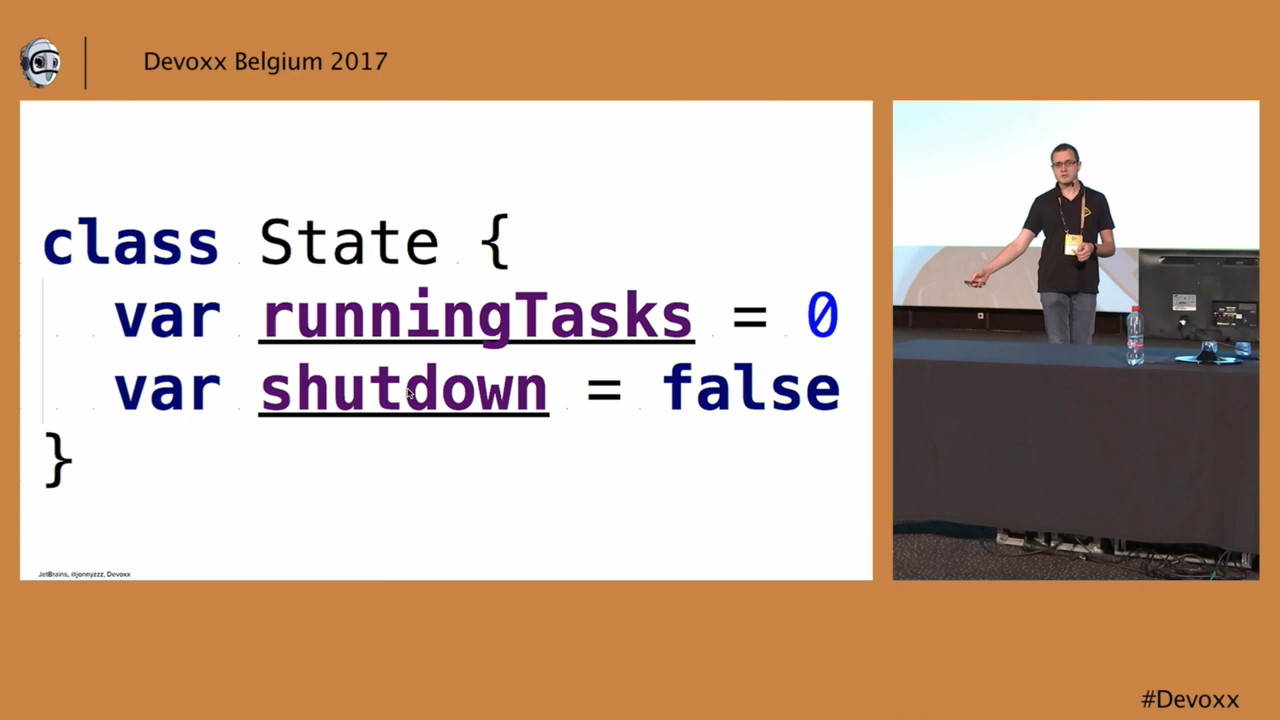 Devoxx Belgium 2017
class State {
var runningTasks = 0
var shutdown = false
}
JetBrains, @jonnyzzz, Devoxx
#Devoxx